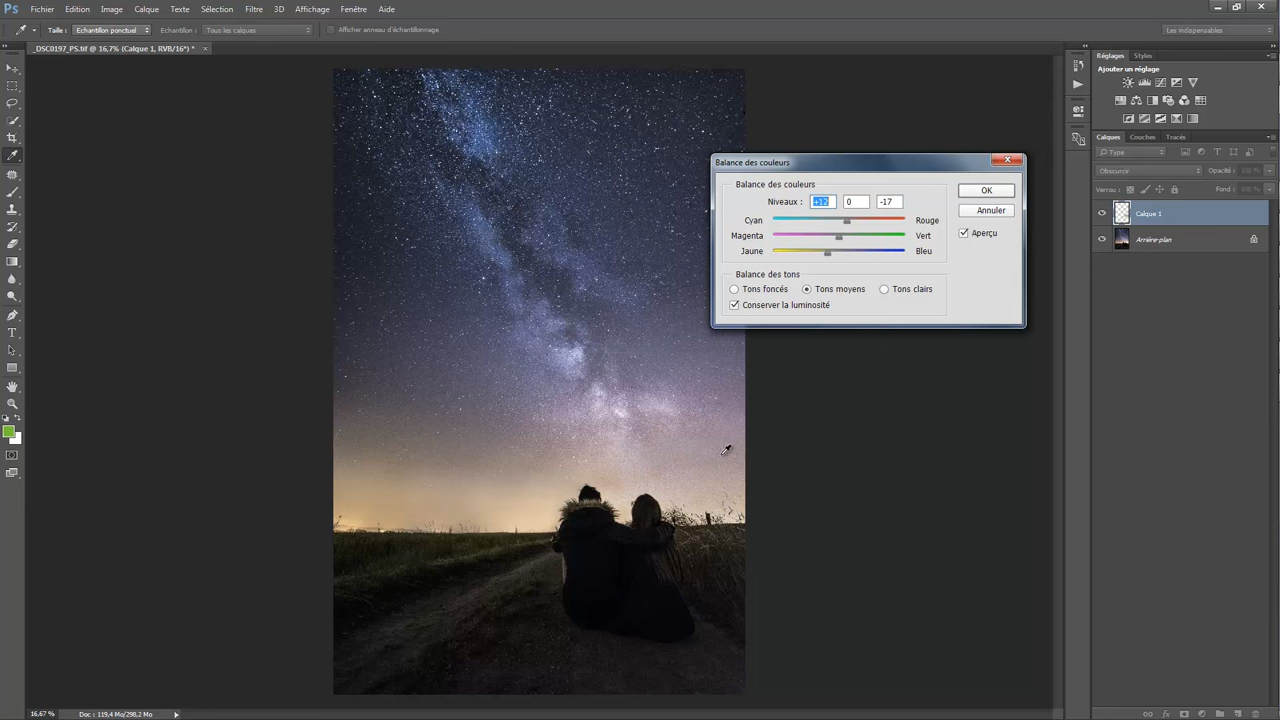 Ps Fichier Edition Image Calque Texte Sélection Filtre 3D Affichage Fenêtre Aide
Taille : Echantillon ponctuel Echantillon : Tous les calques Afficher anneau d'échantillonnage Les indispensables
_DSC0197_PS.tif @ 16,7% (Calque 1, RVB/16*) * ×
Réglages Styles
Ajouter un réglage
Calques Couches Tracés
Type
Obscurcir Opacité :
Verrou : Fond :
Calque 1
Arrière-plan
Balance des couleurs
Balance des couleurs
Niveaux : +12 0 -17
Cyan Rouge
Magenta Vert
Jaune Bleu
Balance des tons
Tons foncés Tons moyens Tons clairs
Conserver la luminosité
OK
Annuler
Aperçu
16,67 % Doc : 119,4 Mo/298,2 Mo